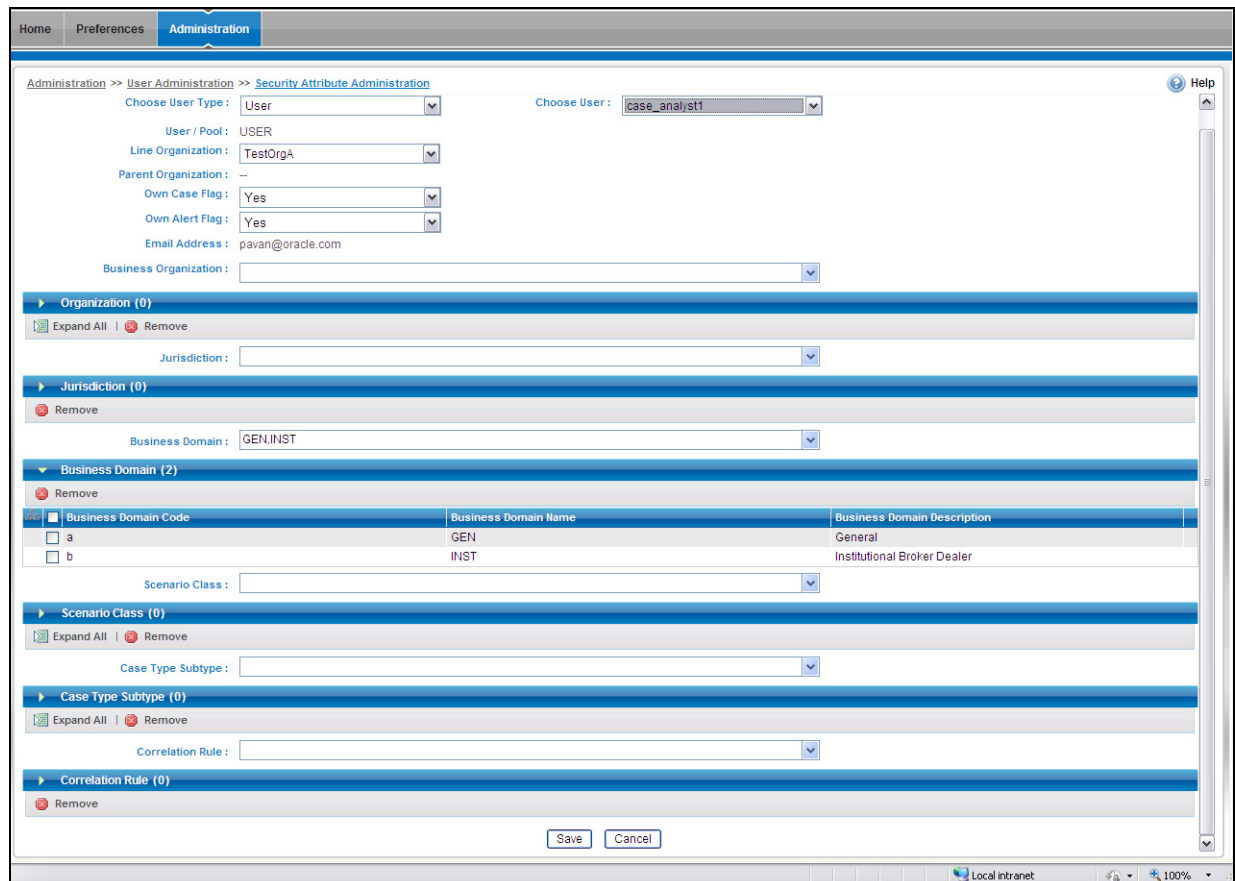 Home Preferences Administration
Administration >> User Administration >> Security Attribute Administration Help
Choose User Type : User Choose User : case_analyst1
User / Pool : USER
Line Organization : TestOrgA
Parent Organization : --
Own Case Flag : Yes
Own Alert Flag : Yes
Email Address : pavan@oracle.com
Business Organization :
Organization (0)
Expand All | Remove
Jurisdiction :
Jurisdiction (0)
Remove
Business Domain : GEN,INST
Business Domain (2)
Remove
Business Domain Code Business Domain Name Business Domain Description
a GEN General
b INST Institutional Broker Dealer
Scenario Class :
Scenario Class (0)
Expand All | Remove
Case Type Subtype :
Case Type Subtype (0)
Expand All | Remove
Correlation Rule :
Correlation Rule (0)
Remove
Save Cancel
Local intranet 100%